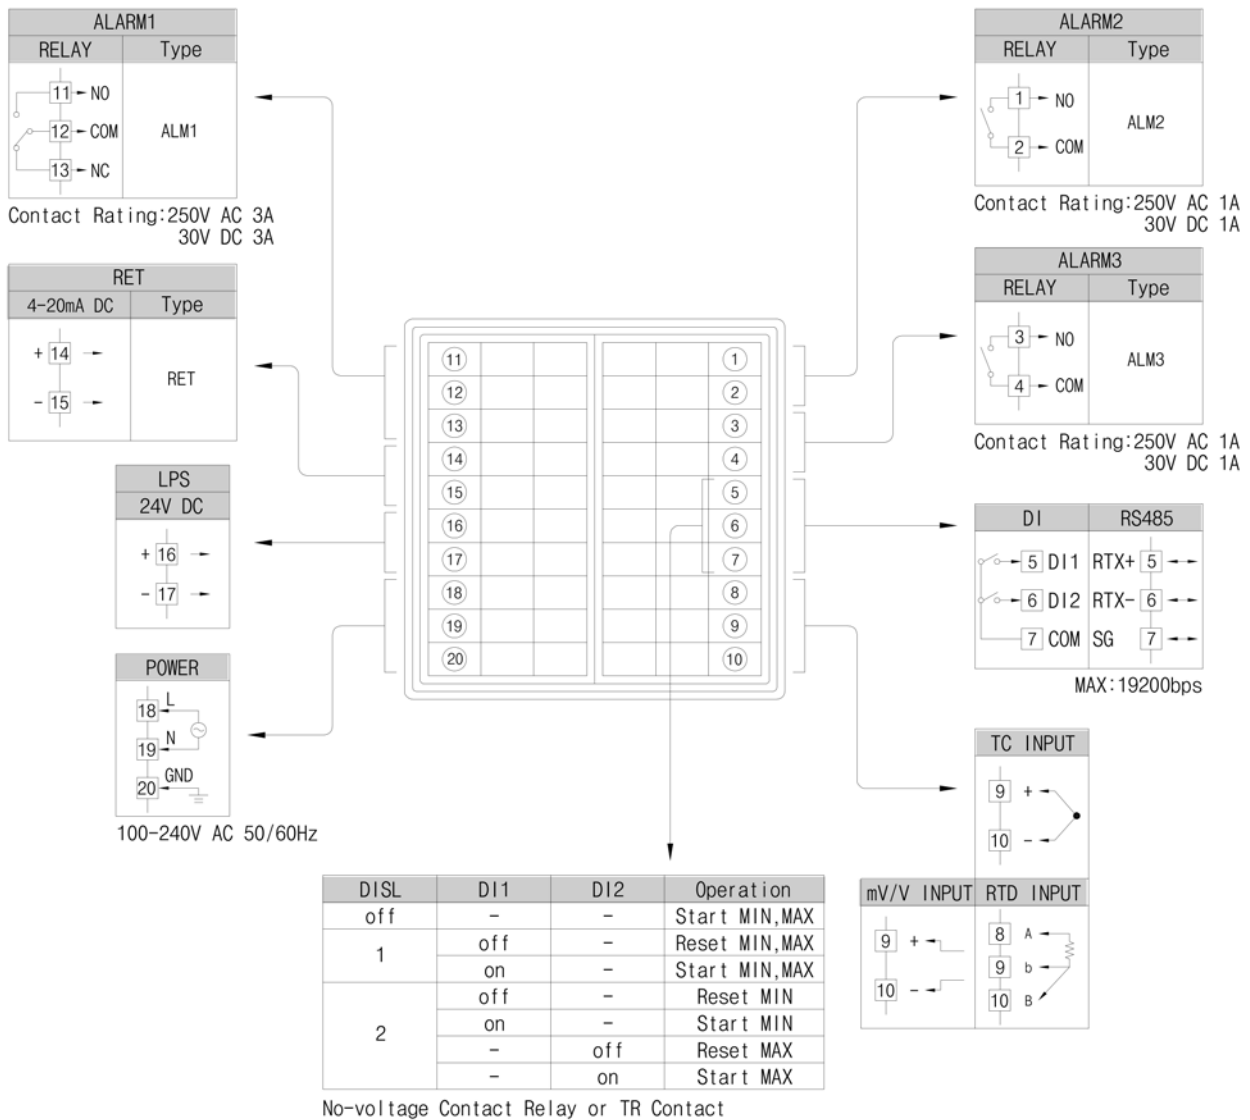 ALARM1
RELAY Type
11 NO
12 COM ALM1
13 NC
Contact Rating:250V AC 3A
30V DC 3A
RET
4-20mA DC Type
+ 14
RET
- 15
LPS
24V DC
+ 16
- 17
POWER
18 L
19 N
20 GND
100-240V AC 50/60Hz
11 1
12 2
13 3
14 4
15 5
16 6
17 7
18 8
19 9
20 10
ALARM2
RELAY Type
1 NO
ALM2
2 COM
Contact Rating:250V AC 1A
30V DC 1A
ALARM3
RELAY Type
3 NO
ALM3
4 COM
Contact Rating:250V AC 1A
30V DC 1A
DI RS485
5 DI1 RTX+ 5
6 DI2 RTX- 6
7 COM SG 7
MAX:19200bps
TC INPUT
9 +
10 -
mV/V INPUT RTD INPUT
9 + 8 A
9 b
10 - 10 B
DISL DI1 DI2 Operation
off - - Start MIN,MAX
1 off - Reset MIN,MAX
on - Start MIN,MAX
2 off - Reset MIN
on - Start MIN
- off Reset MAX
- on Start MAX
No-voltage Contact Relay or TR Contact